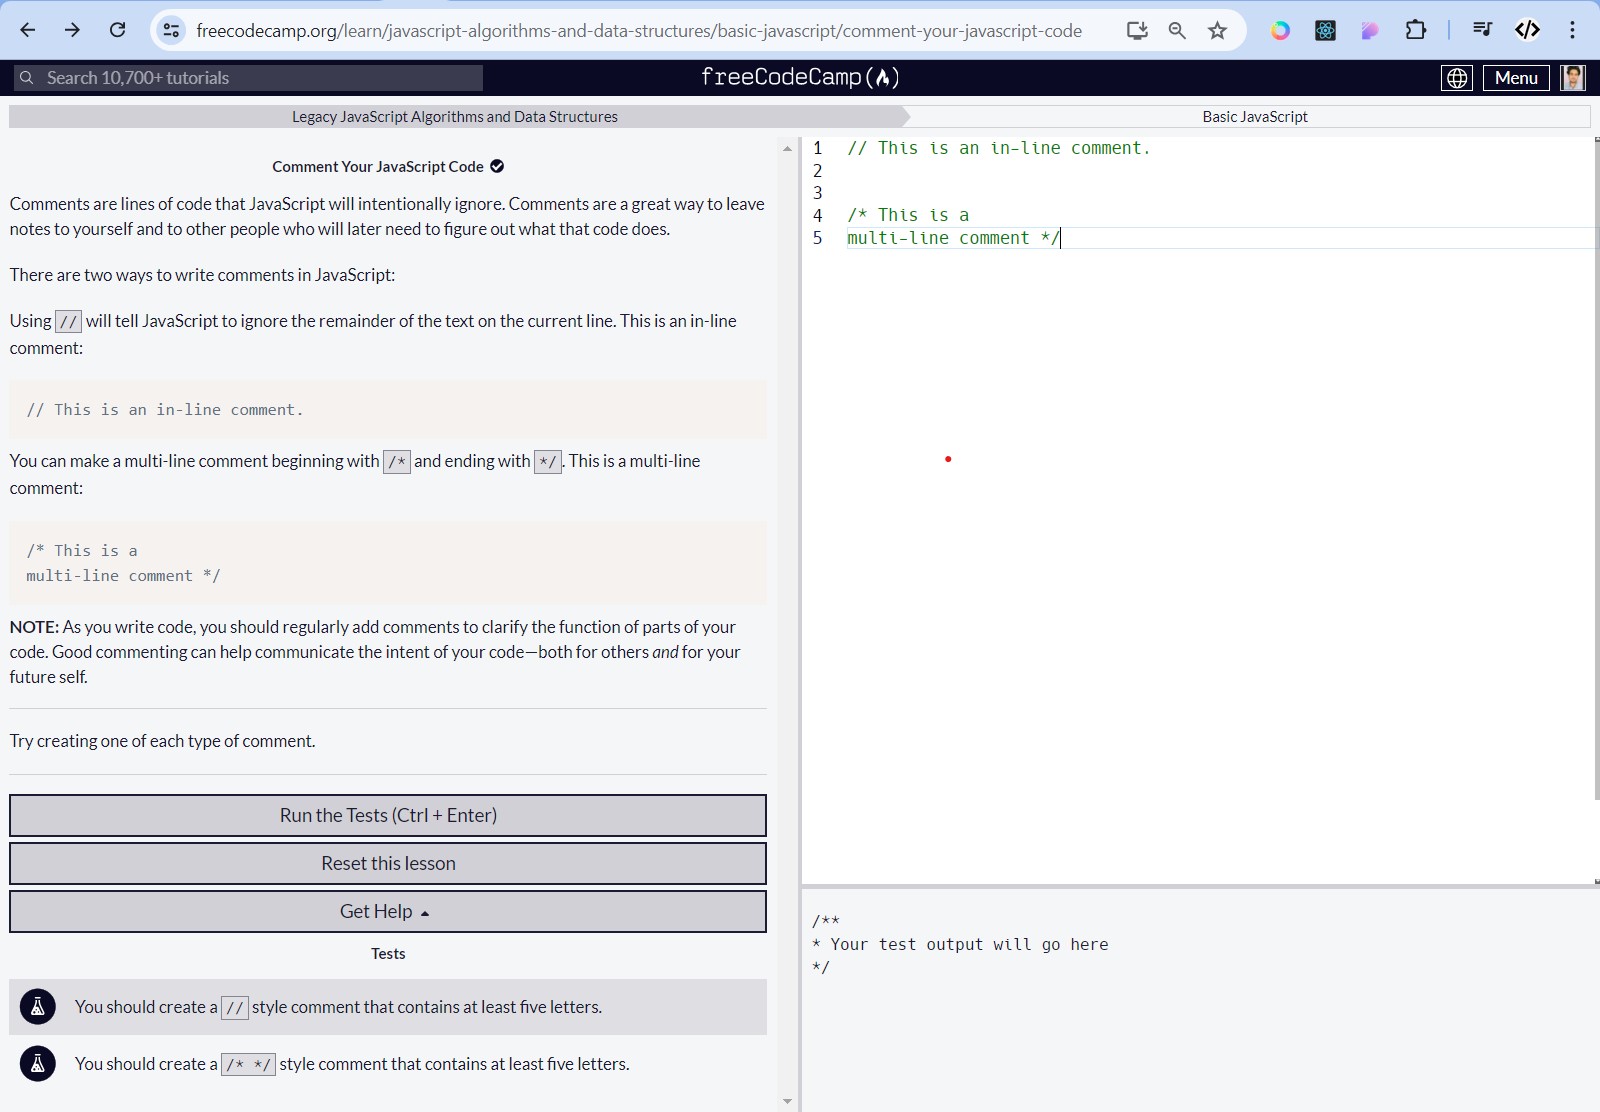 freecodecamp.org/learn/javascript-algorithms-and-data-structures/basic-javascript/comment-your-javascript-code
Search 10,700+ tutorials
freeCodeCamp
Menu
Legacy JavaScript Algorithms and Data Structures
Basic JavaScript
Comment Your JavaScript Code
Comments are lines of code that JavaScript will intentionally ignore. Comments are a great way to leave
notes to yourself and to other people who will later need to figure out what that code does.
There are two ways to write comments in JavaScript:
Using // will tell JavaScript to ignore the remainder of the text on the current line. This is an in-line
comment:
// This is an in-line comment.
You can make a multi-line comment beginning with /* and ending with */. This is a multi-line
comment:
/* This is a
multi-line comment */
NOTE: As you write code, you should regularly add comments to clarify the function of parts of your
code. Good commenting can help communicate the intent of your code—both for others and for your
future self.
Try creating one of each type of comment.
Run the Tests (Ctrl + Enter)
Reset this lesson
Get Help
Tests
You should create a // style comment that contains at least five letters.
You should create a /* */ style comment that contains at least five letters.
1 // This is an in-line comment.
2
3
4 /* This is a
5 multi-line comment */
/**
* Your test output will go here
*/